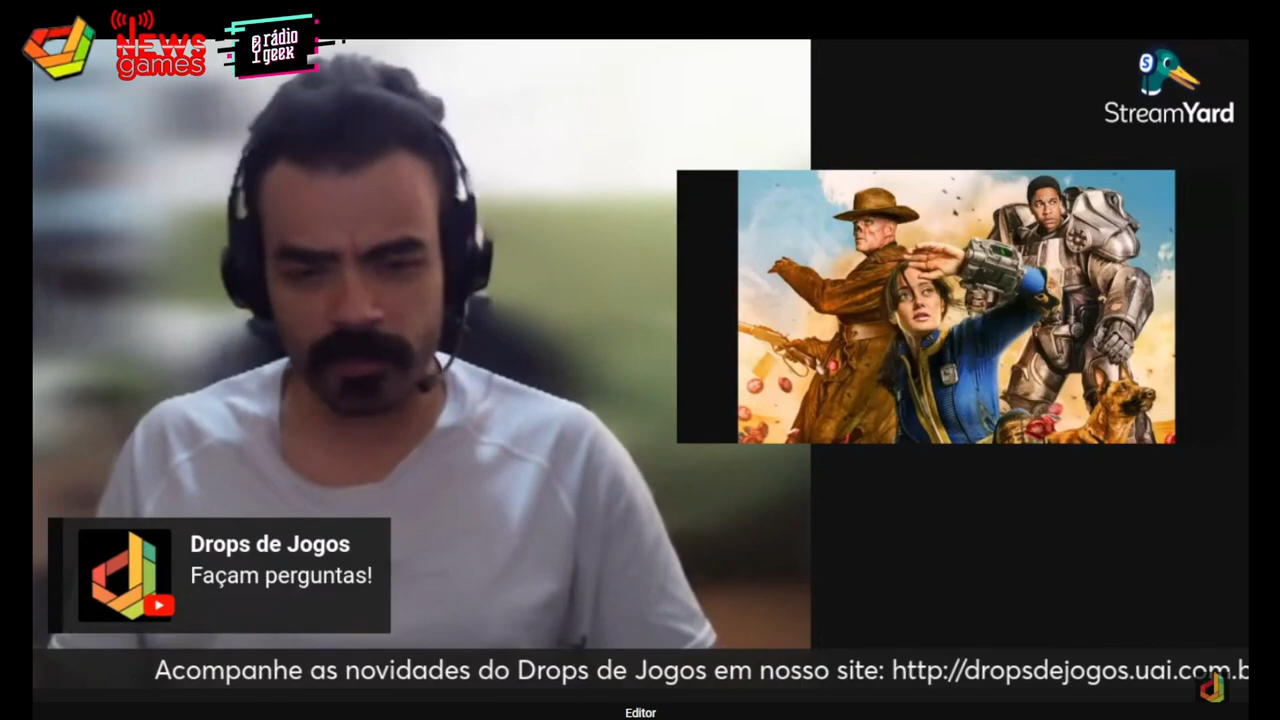 NEWS
games
rádio
geek
StreamYard
Drops de Jogos
Façam perguntas!
Acompanhe as novidades do Drops de Jogos em nosso site: http://dropsdejogos.uai.com.b
Editor